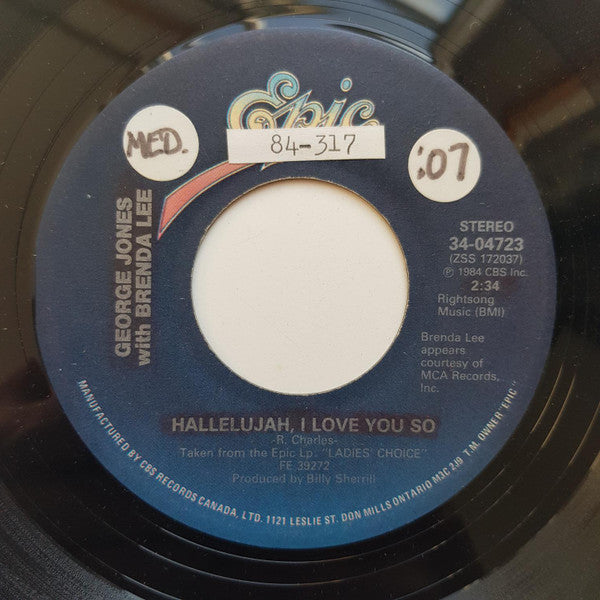 Epic
MED.
84-317
:07
GEORGE JONES
with BRENDA LEE
STEREO
34-04723
(ZSS 172037)
Ⓟ 1984 CBS Inc.
2:34
Rightsong
Music (BMI)
Brenda Lee
appears
courtesy of
MCA Records,
Inc.
HALLELUJAH, I LOVE YOU SO
-R. Charles-
Taken from the Epic Lp. "LADIES' CHOICE"
FE 39272
Produced by Billy Sherrill
MANUFACTURED BY CBS RECORDS CANADA, LTD. 1121 LESLIE ST. DON MILLS ONTARIO M3C 2J9 T.M. OWNER "EPIC"